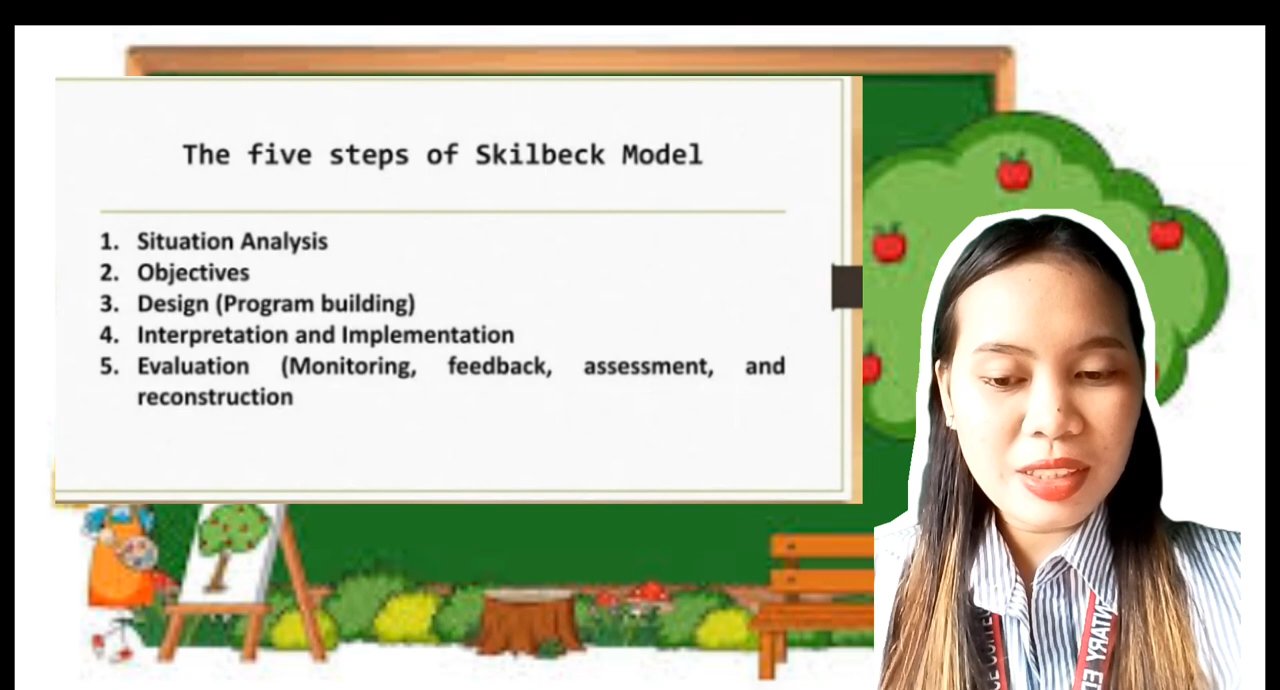 The five steps of Skilbeck Model
1. Situation Analysis
2. Objectives
3. Design (Program building)
4. Interpretation and Implementation
5. Evaluation (Monitoring, feedback, assessment, and
reconstruction